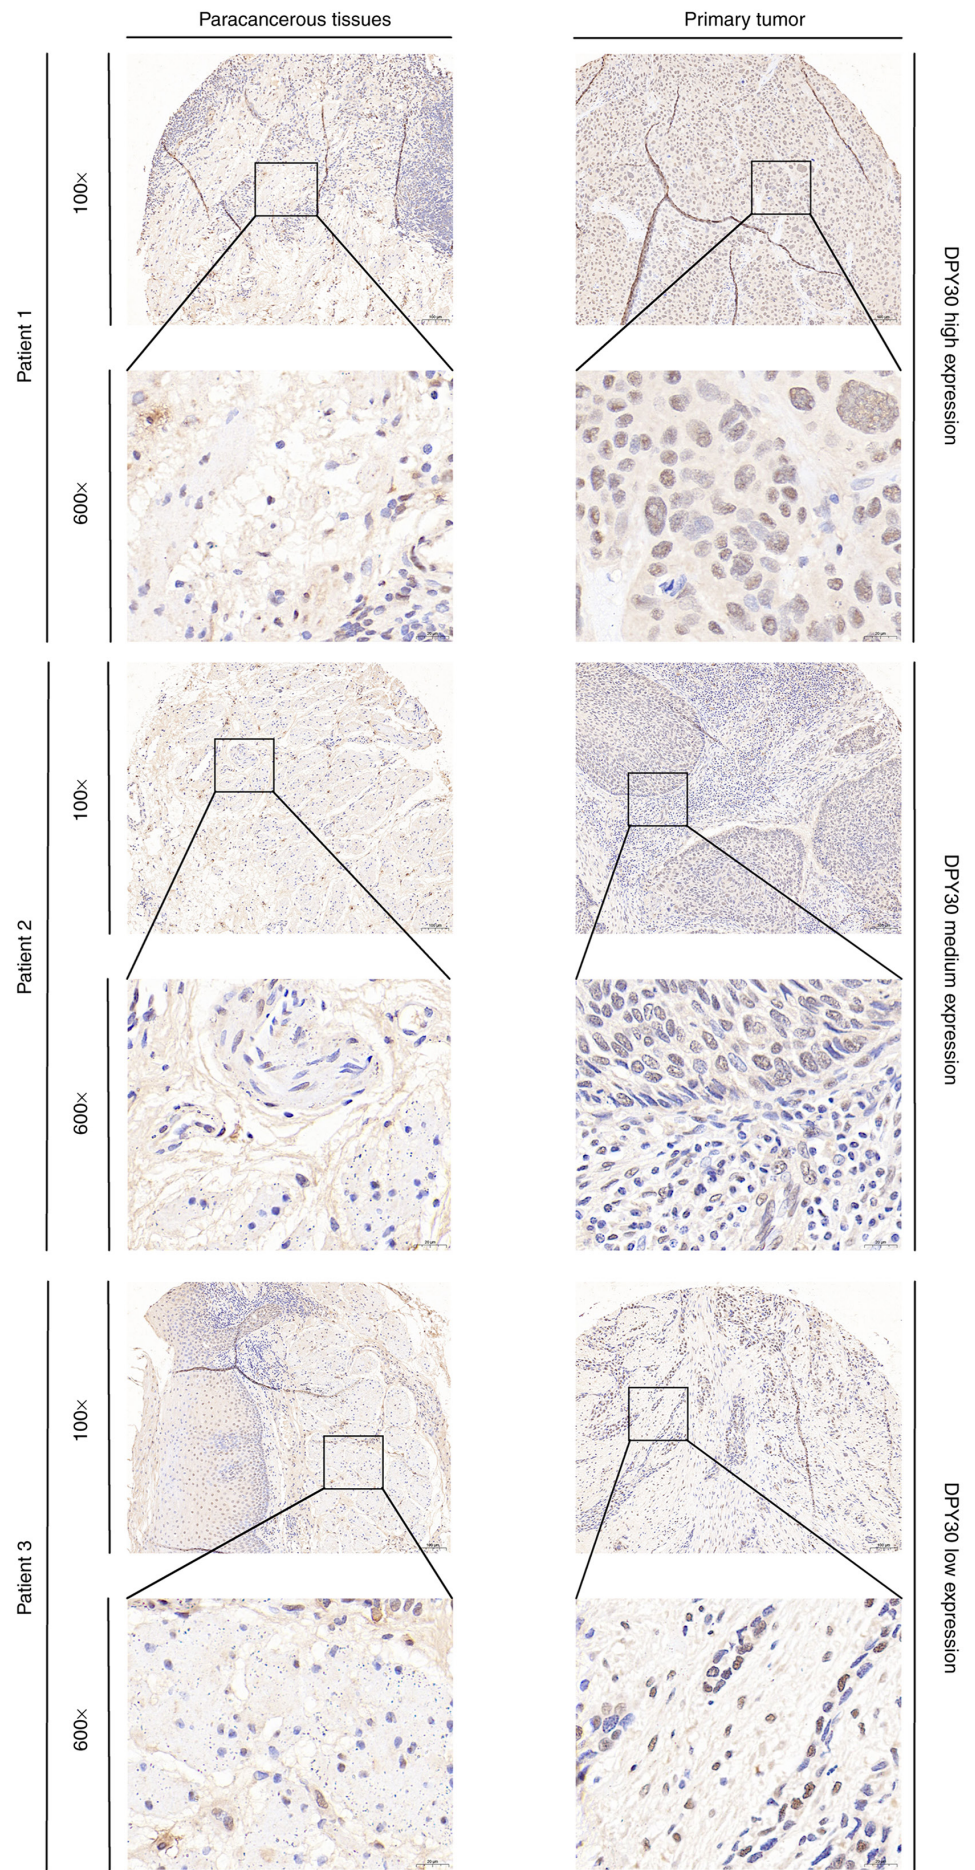 Paracancerous tissues
Primary tumor
Patient 1
100×
600×
DPY30 high expression
Patient 2
100×
600×
DPY30 medium expression
Patient 3
100×
600×
DPY30 low expression